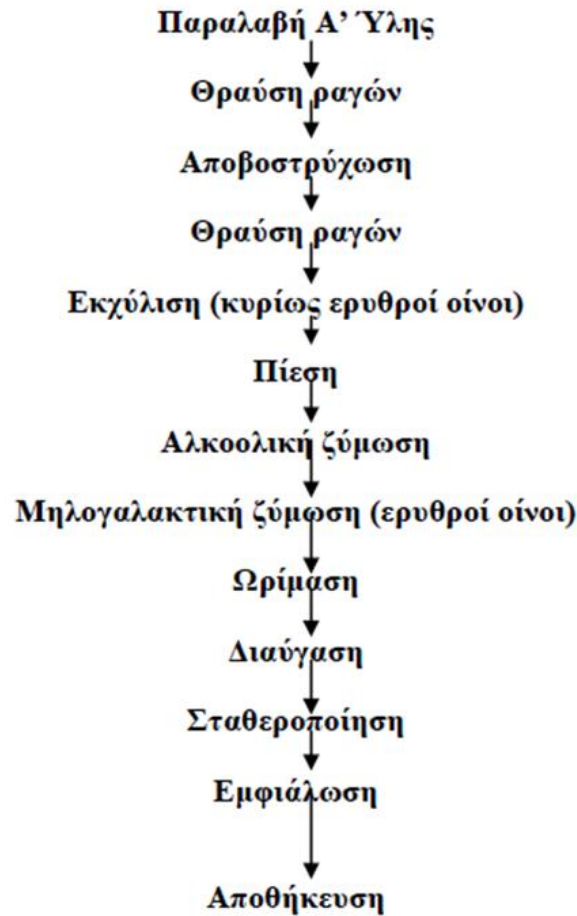 Παραλαβή Α’ Ύλης
Θραύση ραγών
Αποβοστρύχωση
Θραύση ραγών
Εκχύλιση (κυρίως ερυθροί οίνοι)
Πίεση
Αλκοολική ζύμωση
Μηλογαλακτική ζύμωση (ερυθροί οίνοι)
Ωρίμαση
Διαύγαση
Σταθεροποίηση
Εμφιάλωση
Αποθήκευση